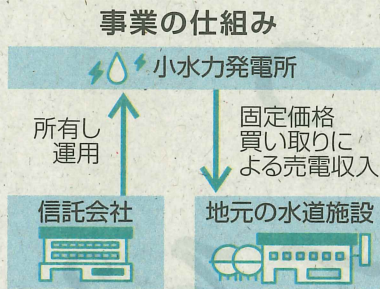 事業の仕組み
小水力発電所
所有し
運用
固定価格
買い取りに
よる売電収入
信託会社
地元の水道施設